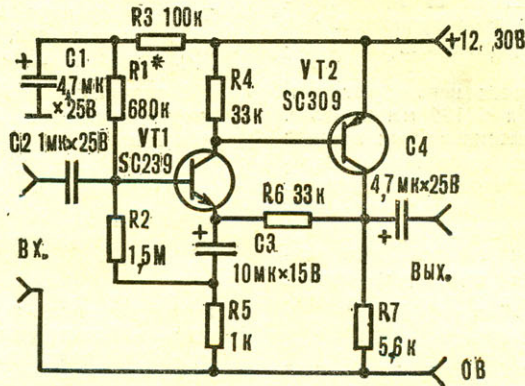 R3 100к
+12, 30В
C1
4,7 мк
×25В
R1*
680к
R4
33к
VT2
SC309
C2 1мк×25В
VT1
SC239
C4
4,7мк×25В
R6 33к
R2
1,5М
+
+
+
C3
10мк×15В
ВХ.
Вых.
R5
1к
R7
5,6к
0В